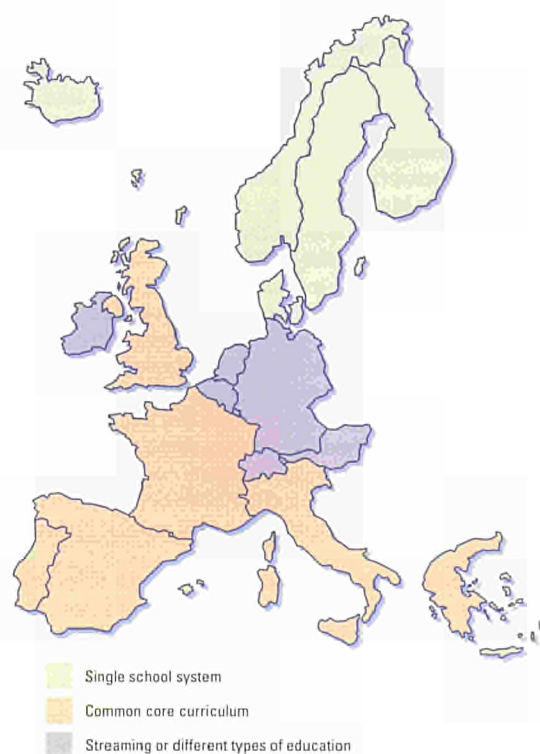 Single school system
Common core curriculum
Streaming or different types of education